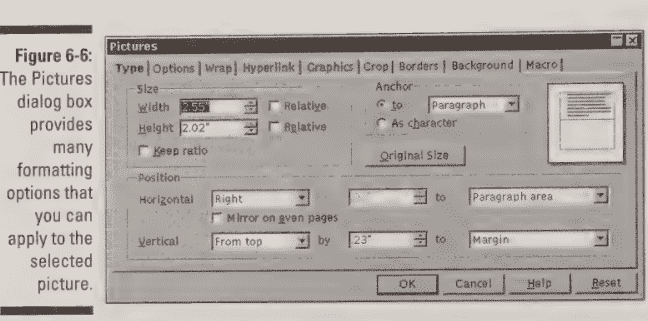 Figure 6-6:
The Pictures
dialog box
provides
many
formatting
options that
you can
apply to the
selected
picture.
Pictures
Type Options Wrap Hyperlink Graphics Crop Borders Background Macro
Size
Width 2.55" Relative
Height 2.02" Relative
Keep ratio
Anchor
to Paragraph
As character
Original Size
Position
Horizontal Right to Paragraph area
Mirror on even pages
Vertical From top by .23" to Margin
OK Cancel Help Reset